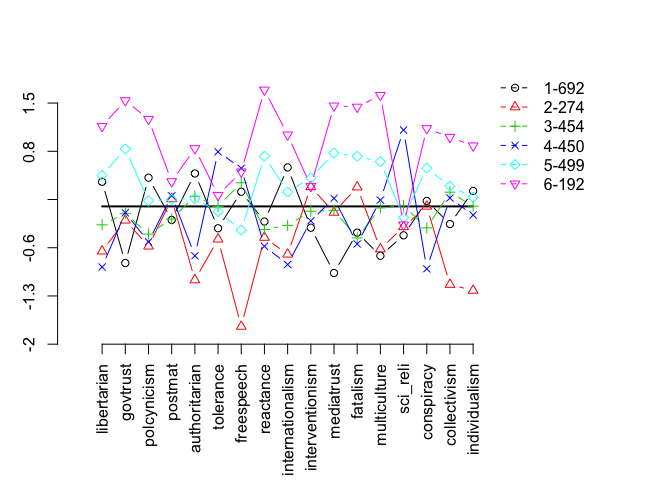 1.5
0.8
-0.6
-1.3
-2
1-692
2-274
3-454
4-450
5-499
6-192
libertarian
govtrust
polcynicism
postmat
authoritarian
tolerance
freespeech
reactance
internationalism
interventionism
mediatrust
fatalism
multiculture
sci_reli
conspiracy
collectivism
individualism